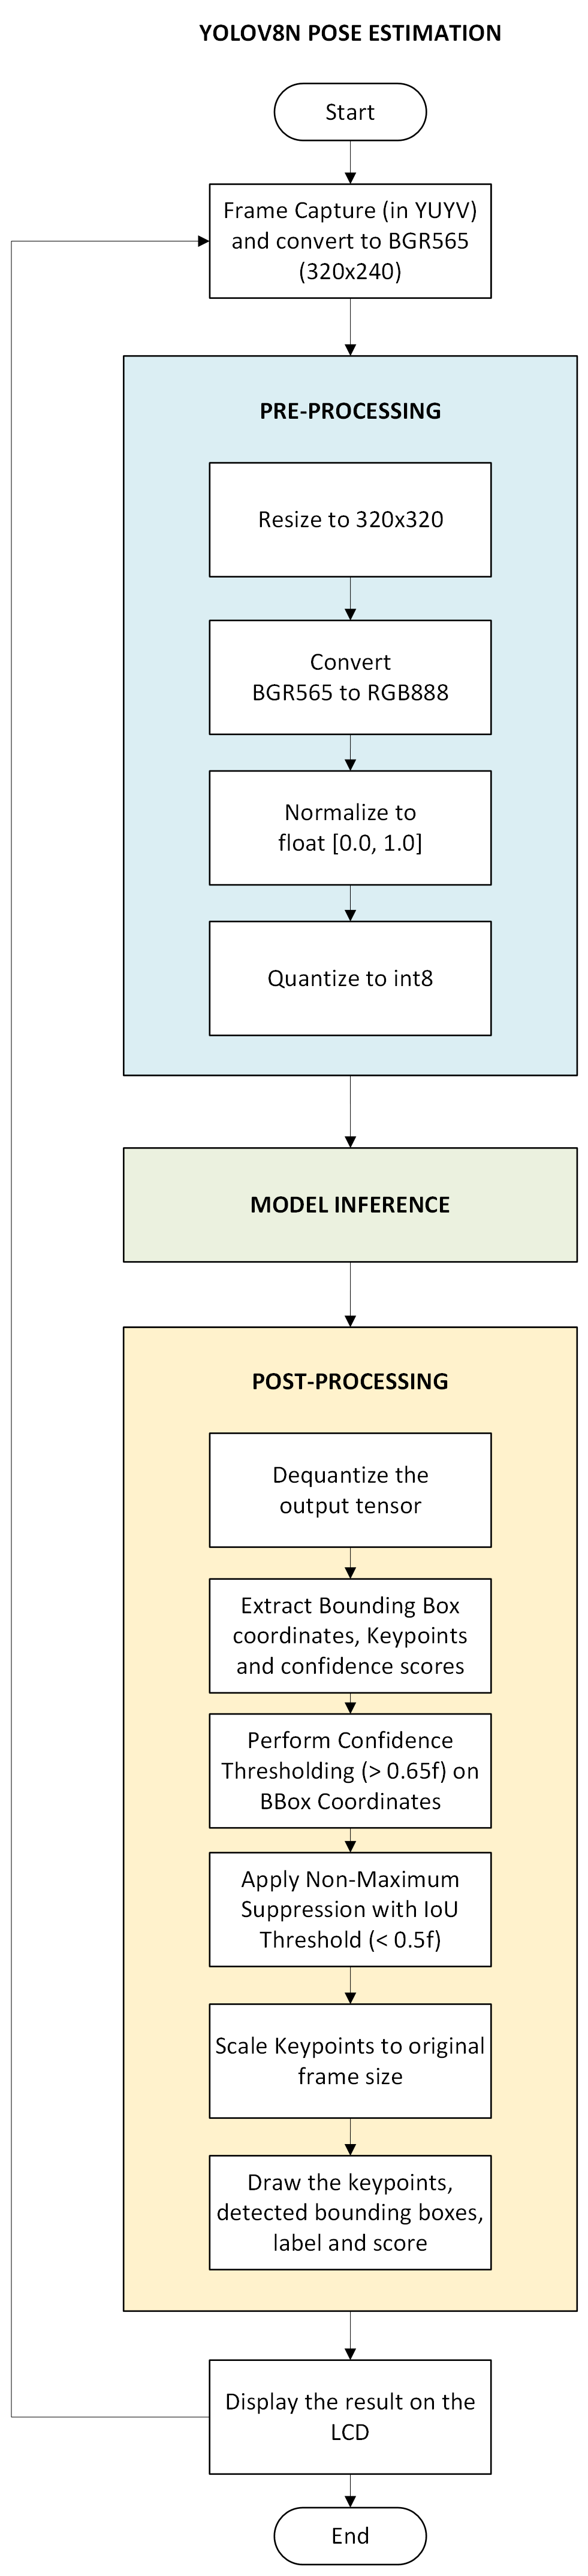 YOLOV8N POSE ESTIMATION
Start
Frame Capture (in YUYV)
and convert to BGR565
(320x240)
PRE-PROCESSING
Resize to 320x320
Convert
BGR565 to RGB888
Normalize to
float [0.0, 1.0]
Quantize to int8
MODEL INFERENCE
POST-PROCESSING
Dequantize the
output tensor
Extract Bounding Box
coordinates, Keypoints
and confidence scores
Perform Confidence
Thresholding (> 0.65f) on
BBox Coordinates
Apply Non-Maximum
Suppression with IoU
Threshold (< 0.5f)
Scale Keypoints to original
frame size
Draw the keypoints,
detected bounding boxes,
label and score
Display the result on the
LCD
End